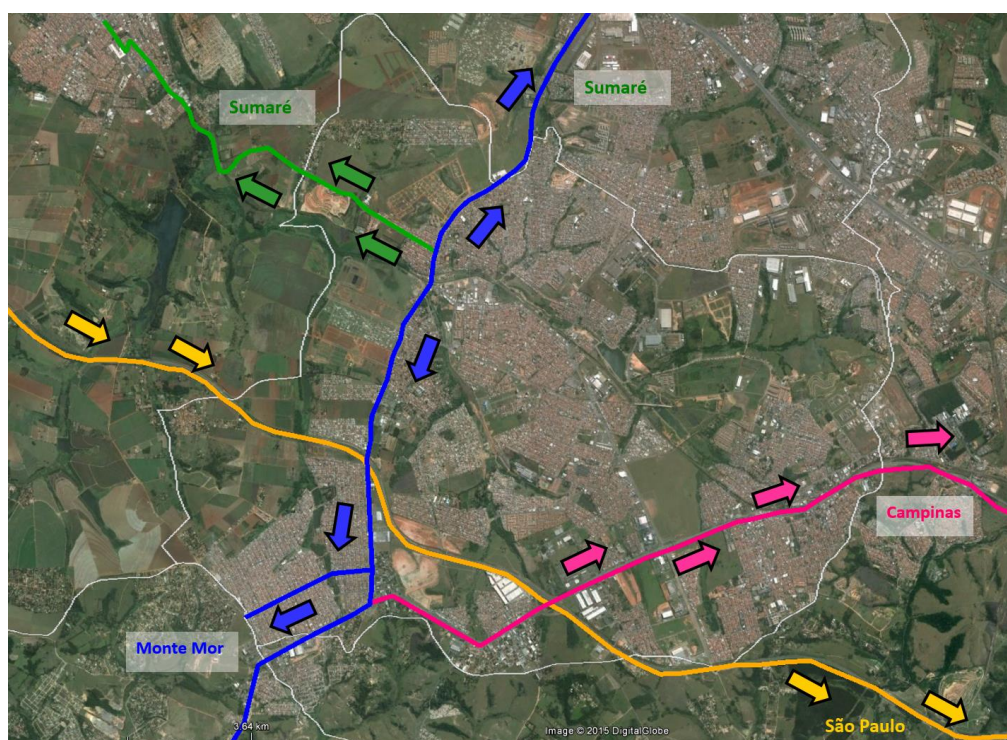 Sumaré
Sumaré
Campinas
Monte Mor
São Paulo
3.64 km
Image © 2015 DigitalGlobe